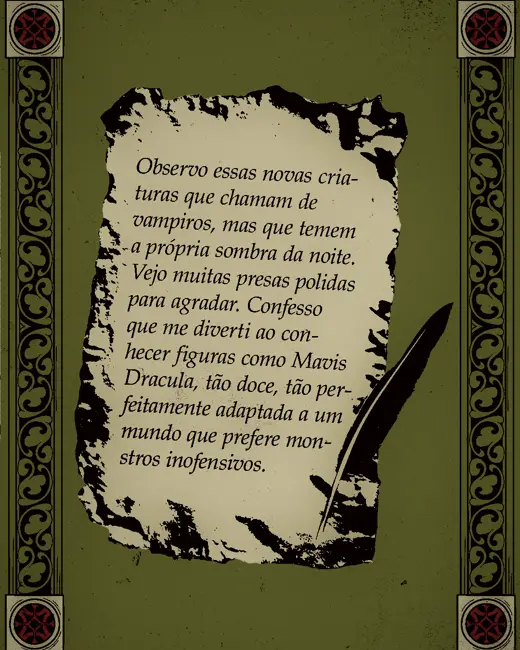 Observo essas novas cria-
turas que chamam de
vampiros, mas que temem
a própria sombra da noite.
Vejo muitas presas polidas
para agradar. Confesso
que me diverti ao con-
hecer figuras como Mavis
Dracula, tão doce, tão per-
feitamente adaptada a um
mundo que prefere mon-
stros inofensivos.